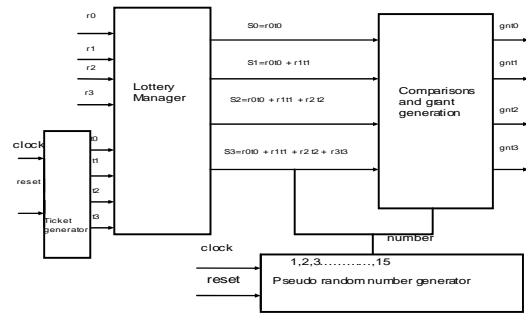 r0
r1
r2
r3
Lottery
Manager
S0=r0t0
S1=r0t0 + r1t1
S2=r0t0 + r1t1 + r2 t2
S3=r0t0 + r1t1 + r2 t2 + r3t3
Comparisons
and grant
generation
gnt0
gnt1
gnt2
gnt3
clock
reset
t0
t1
t2
t3
Ticket
generator
number
clock
reset
1,2,3............,15
Pseudo random number generator